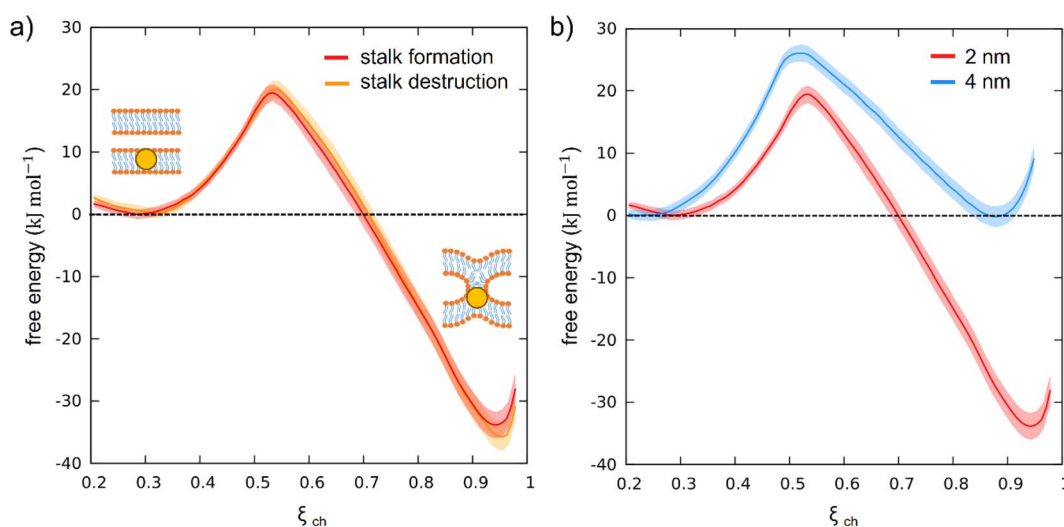 a)
stalk formation
stalk destruction
free energy (kJ mol⁻¹)
30
20
10
0
-10
-20
-30
-40
0.2 0.3 0.4 0.5 0.6 0.7 0.8 0.9 1
ξ ch
b)
2 nm
4 nm
free energy (kJ mol⁻¹)
30
20
10
0
-10
-20
-30
-40
0.2 0.3 0.4 0.5 0.6 0.7 0.8 0.9 1
ξ ch